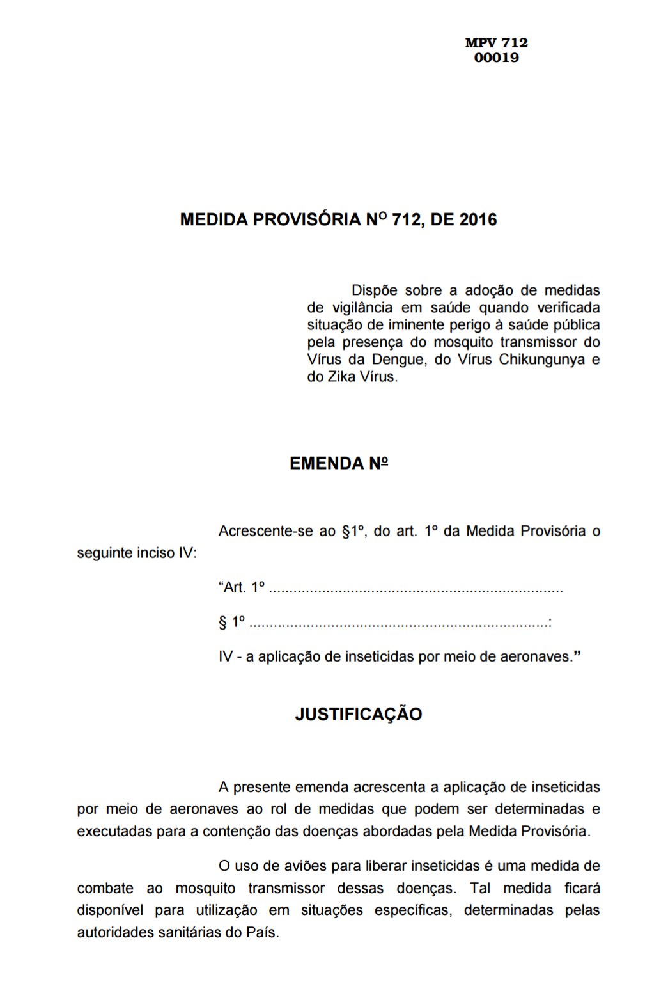 MPV 712
00019
MEDIDA PROVISÓRIA Nº 712, DE 2016
Dispõe sobre a adoção de medidas
de vigilância em saúde quando verificada
situação de iminente perigo à saúde pública
pela presença do mosquito transmissor do
Vírus da Dengue, do Vírus Chikungunya e
do Zika Vírus.
EMENDA Nº
Acrescente-se ao §1º, do art. 1º da Medida Provisória o
seguinte inciso IV:
“Art. 1º ........................................................................
§ 1º .........................................................................:
IV - a aplicação de inseticidas por meio de aeronaves.”
JUSTIFICAÇÃO
A presente emenda acrescenta a aplicação de inseticidas
por meio de aeronaves ao rol de medidas que podem ser determinadas e
executadas para a contenção das doenças abordadas pela Medida Provisória.
O uso de aviões para liberar inseticidas é uma medida de
combate ao mosquito transmissor dessas doenças. Tal medida ficará
disponível para utilização em situações específicas, determinadas pelas
autoridades sanitárias do País.